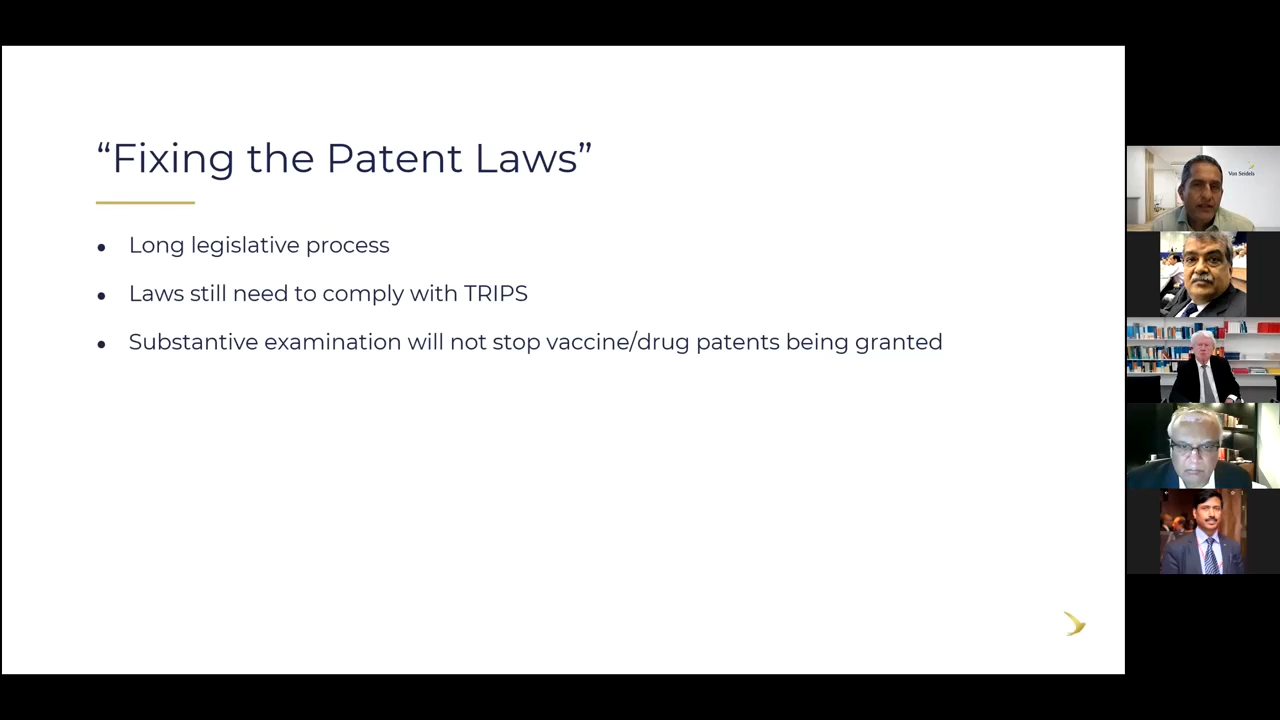 “Fixing the Patent Laws”
• Long legislative process
• Laws still need to comply with TRIPS
• Substantive examination will not stop vaccine/drug patents being granted
Von Seidels